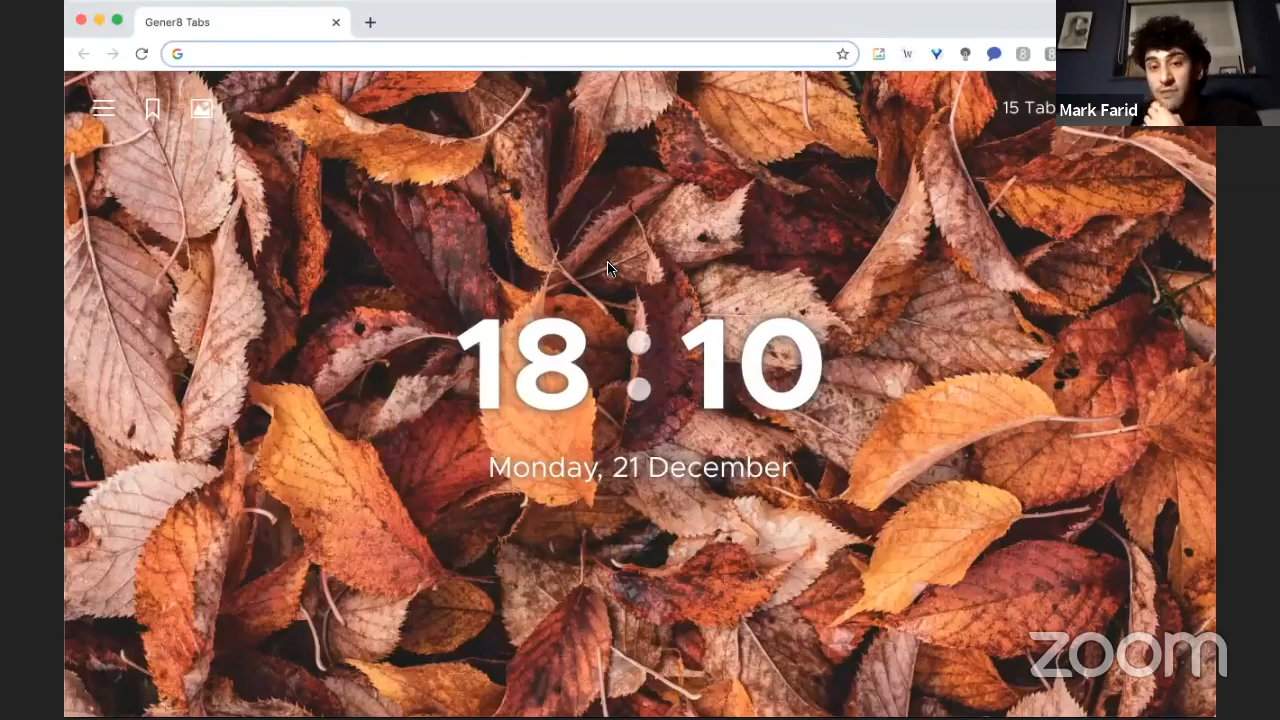 Gener8 Tabs
15 Tab
Mark Farid
18:10
Monday, 21 December
zoom